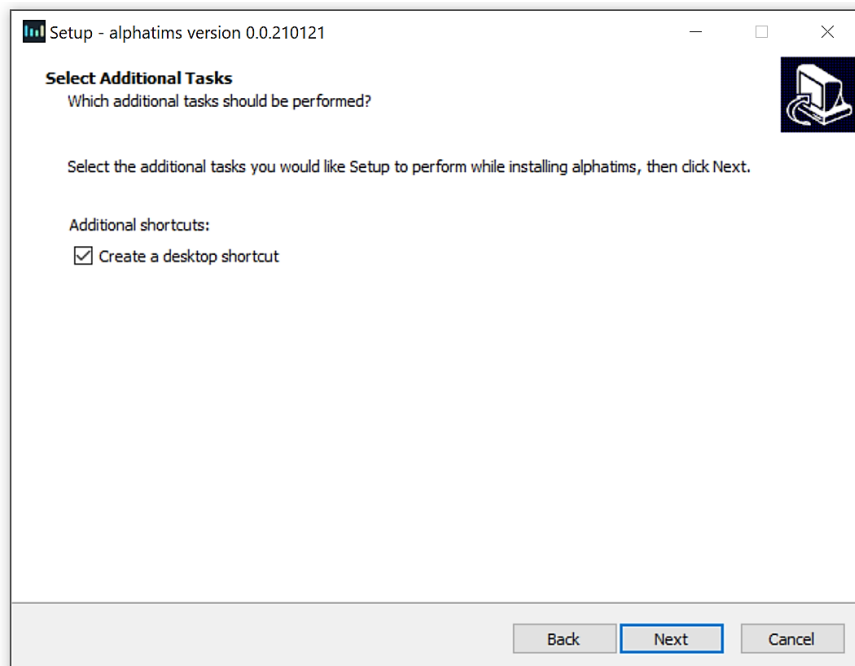 Setup - alphatims version 0.0.210121
Select Additional Tasks
Which additional tasks should be performed?
Select the additional tasks you would like Setup to perform while installing alphatims, then click Next.
Additional shortcuts:
Create a desktop shortcut
Back
Next
Cancel